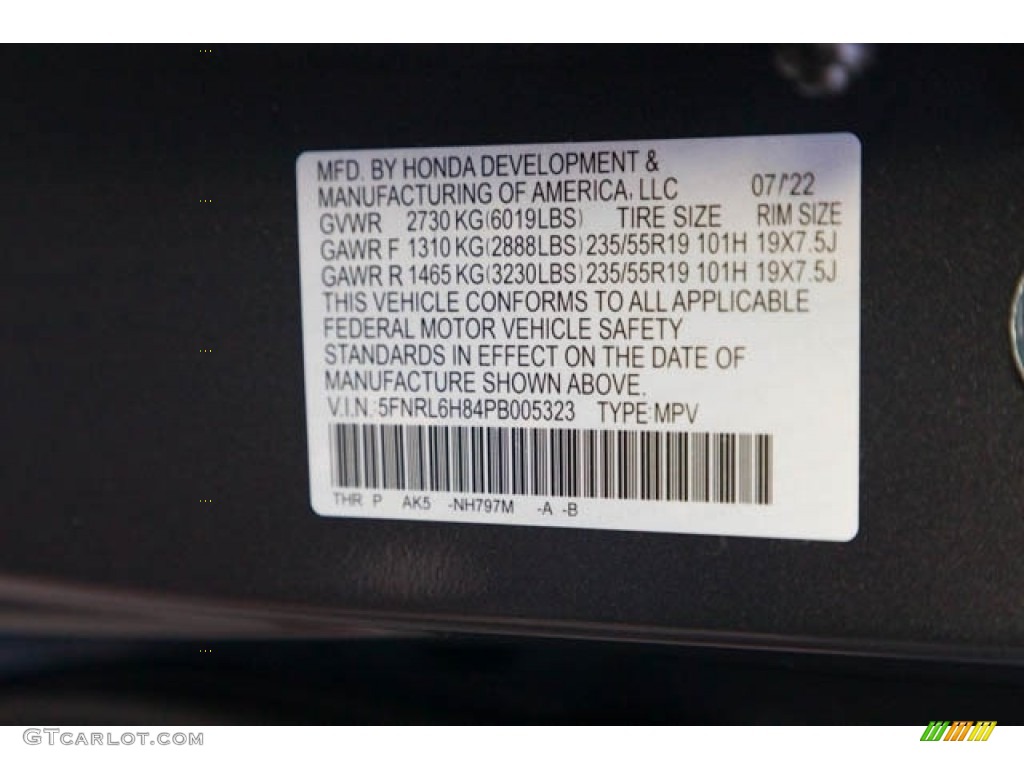 MFD. BY HONDA DEVELOPMENT &
MANUFACTURING OF AMERICA, LLC 07/'22
GVWR 2730 KG(6019LBS) TIRE SIZE RIM SIZE
GAWR F 1310 KG(2888LBS) 235/55R19 101H 19X7.5J
GAWR R 1465 KG(3230LBS) 235/55R19 101H 19X7.5J
THIS VEHICLE CONFORMS TO ALL APPLICABLE
FEDERAL MOTOR VEHICLE SAFETY
STANDARDS IN EFFECT ON THE DATE OF
MANUFACTURE SHOWN ABOVE.
V.I.N.:5FNRL6H84PB005323 TYPE:MPV
THR P AK5 -NH797M -A -B
GTcarlot.com